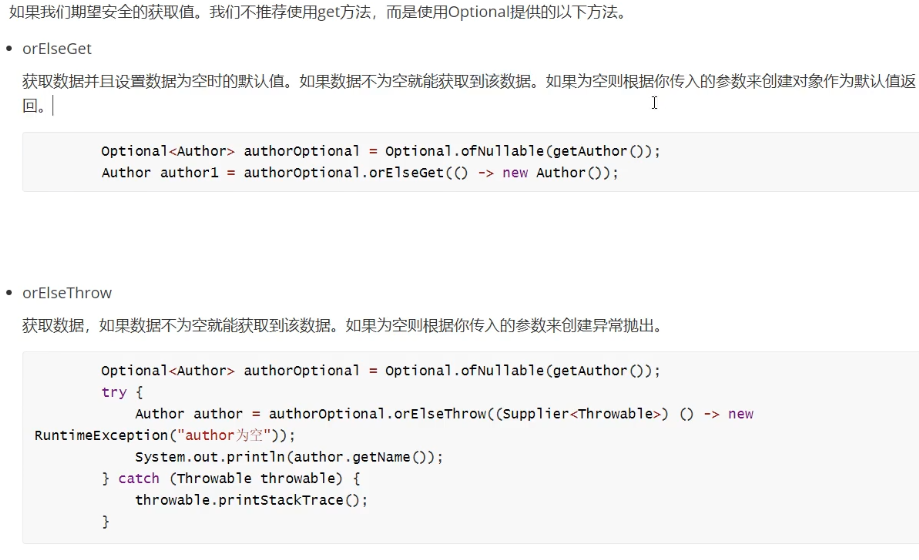 如果我们期望安全的获取值。我们不推荐使用get方法，而是使用Optional提供的以下方法。
orElseGet
获取数据并且设置数据为空时的默认值。如果数据不为空就能获取到该数据。如果为空则根据你传入的参数来创建对象作为默认值返
回。
Optional<Author> authorOptional = Optional.ofNullable(getAuthor());
Author author1 = authorOptional.orElseGet(() -> new Author());
orElseThrow
获取数据，如果数据不为空就能获取到该数据。如果为空则根据你传入的参数来创建异常抛出。
Optional<Author> authorOptional = Optional.ofNullable(getAuthor());
try {
Author author = authorOptional.orElseThrow((Supplier<Throwable>) () -> new
RuntimeException("author为空"));
System.out.println(author.getName());
} catch (Throwable throwable) {
throwable.printStackTrace();
}